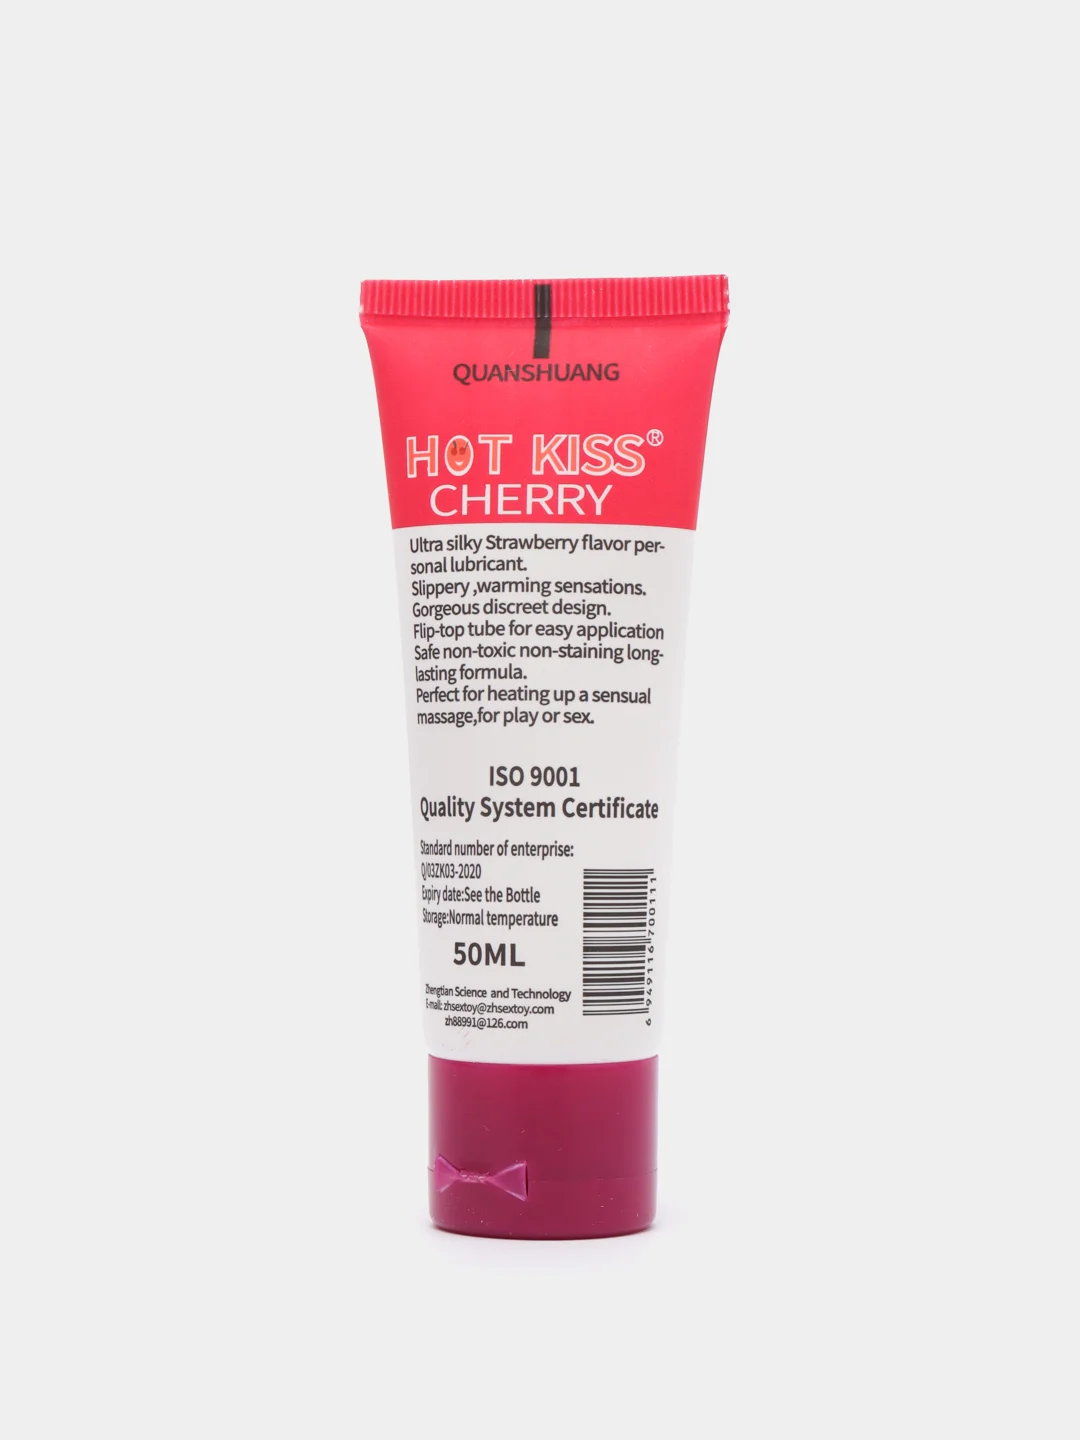 QUANSHUANG
HOT KISS®
CHERRY
Ultra silky Strawberry flavor per-
sonal lubricant.
Slippery ,warming sensations.
Gorgeous discreet design.
Flip-top tube for easy application
Safe non-toxic non-staining long-
lasting formula.
Perfect for heating up a sensual
massage,for play or sex.
ISO 9001
Quality System Certificate
Standard number of enterprise:
Q/03ZK03-2020
Expiry date:See the Bottle
Storage:Normal temperature
50ML
Zhengtian Science and Technology
E-mail: zhsextoy@zhsextoy.com
zh88991@126.com
6 949116 700111